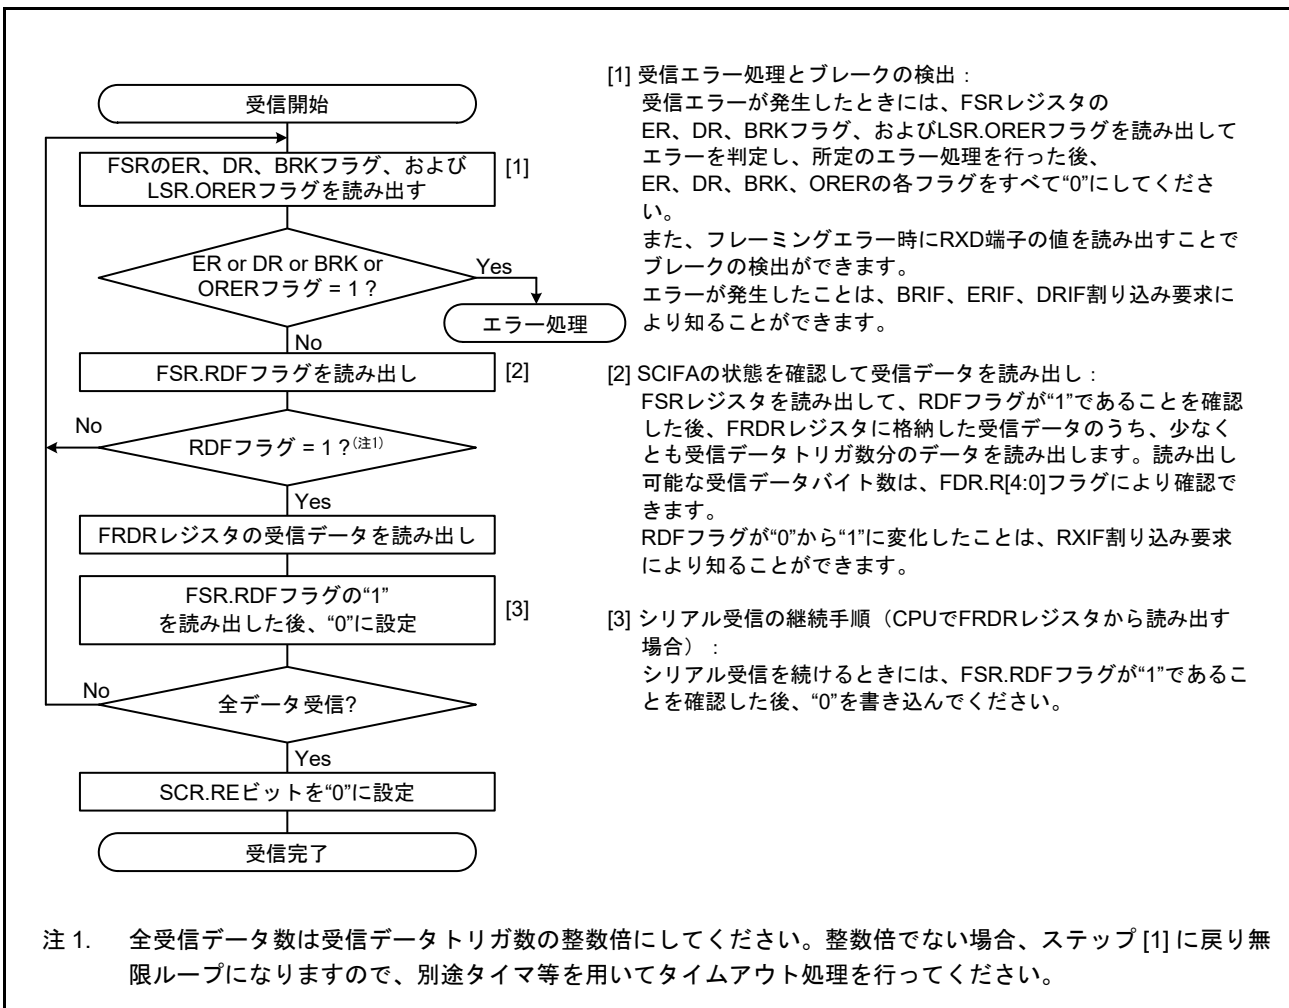 受信開始
FSRのER、DR、BRKフラグ、および
LSR.ORERフラグを読み出す
[1]
ER or DR or BRK or
ORERフラグ = 1 ?
Yes
エラー処理
No
FSR.RDFフラグを読み出し
[2]
No
RDFフラグ = 1 ?(注1)
Yes
FRDRレジスタの受信データを読み出し
FSR.RDFフラグの“1”
を読み出した後、“0”に設定
[3]
No
全データ受信?
Yes
SCR.REビットを“0”に設定
受信完了
[1] 受信エラー処理とブレークの検出：
受信エラーが発生したときには、FSRレジスタの
ER、DR、BRKフラグ、およびLSR.ORERフラグを読み出して
エラーを判定し、所定のエラー処理を行った後、
ER、DR、BRK、ORERの各フラグをすべて“0”にしてくださ
い。
また、フレーミングエラー時にRXD端子の値を読み出すことで
ブレークの検出ができます。
エラーが発生したことは、BRIF、ERIF、DRIF割り込み要求に
より知ることができます。
[2] SCIFAの状態を確認して受信データを読み出し：
FSRレジスタを読み出して、RDFフラグが“1”であることを確認
した後、FRDRレジスタに格納した受信データのうち、少なく
とも受信データトリガ数分のデータを読み出します。読み出し
可能な受信データバイト数は、FDR.R[4:0]フラグにより確認で
きます。
RDFフラグが“0”から“1”に変化したことは、RXIF割り込み要求
により知ることができます。
[3] シリアル受信の継続手順（CPUでFRDRレジスタから読み出す
場合）：
シリアル受信を続けるときには、FSR.RDFフラグが“1”であるこ
とを確認した後、“0”を書き込んでください。
注 1. 全受信データ数は受信データトリガ数の整数倍にしてください。整数倍でない場合、ステップ [1] に戻り無
限ループになりますので、別途タイマ等を用いてタイムアウト処理を行ってください。